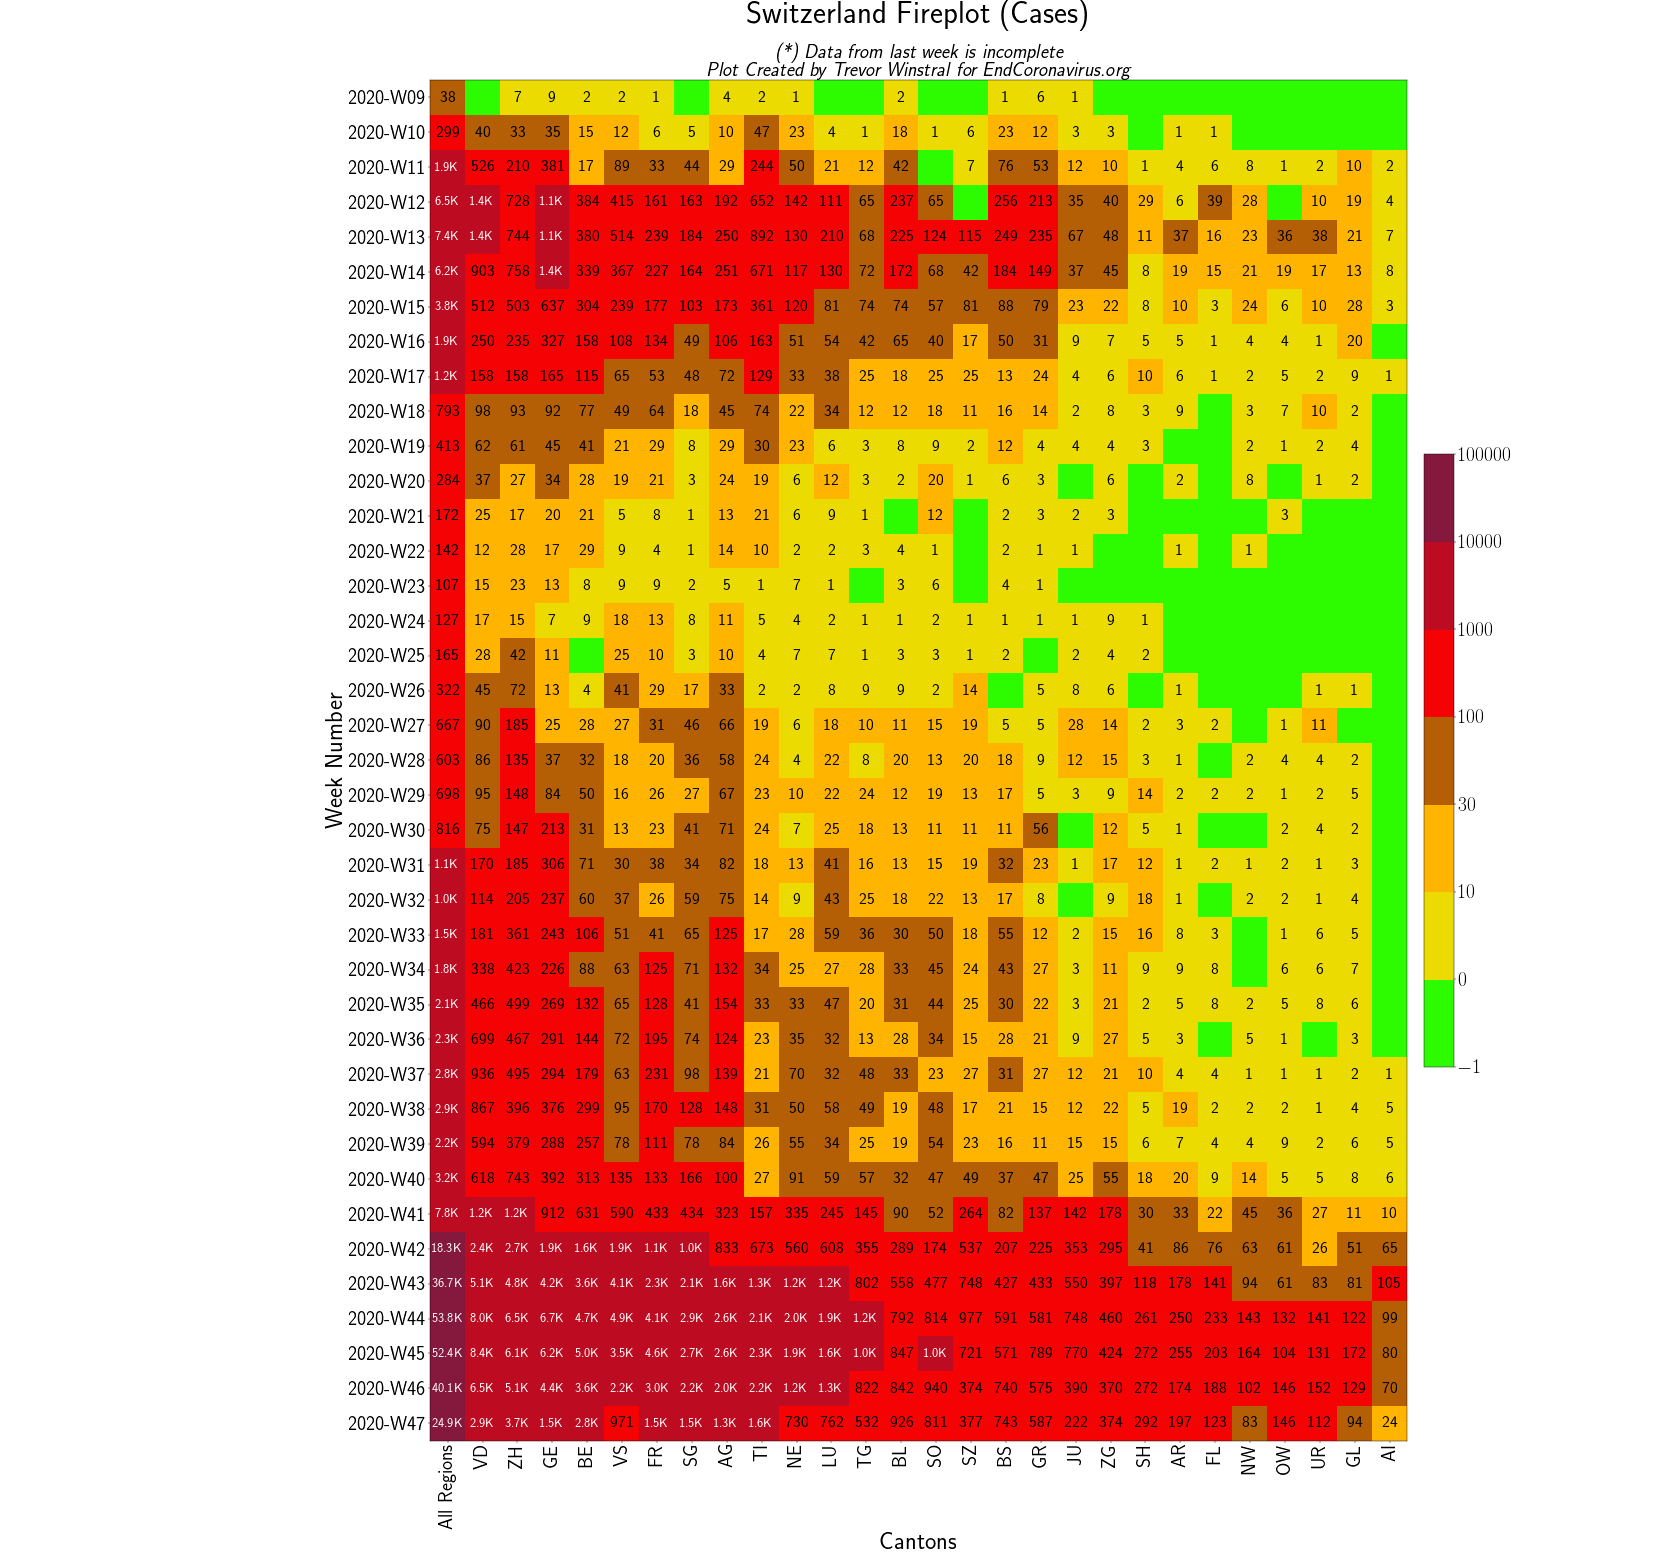 Switzerland Fireplot (Cases)
(*) Data from last week is incomplete
Plot Created by Trevor Winstral for EndCoronavirus.org
2020-W09 38 7 9 2 2 1 4 2 1 2 1 6 1
2020-W10 299 40 33 35 15 12 6 5 10 47 23 4 1 18 1 6 23 12 3 3 1 1
2020-W11 1.9K 526 210 381 17 89 33 44 29 244 50 21 12 42 7 76 53 12 10 1 4 6 8 1 2 10 2
2020-W12 6.5K 1.4K 728 1.1K 384 415 161 163 192 652 142 111 65 237 65 256 213 35 40 29 6 39 28 10 19 4
2020-W13 7.4K 1.4K 744 1.1K 380 514 239 184 250 892 130 210 68 225 124 115 249 235 67 48 11 37 16 23 36 38 21 7
2020-W14 6.2K 903 758 1.4K 339 367 227 164 251 671 117 130 72 172 68 42 184 149 37 45 8 19 15 21 19 17 13 8
2020-W15 3.8K 512 503 637 304 239 177 103 173 361 120 81 74 74 57 81 88 79 23 22 8 10 3 24 6 10 28 3
2020-W16 1.9K 250 235 327 158 108 134 49 106 163 51 54 42 65 40 17 50 31 9 7 5 5 1 4 4 1 20
2020-W17 1.2K 158 158 165 115 65 53 48 72 129 33 38 25 18 25 25 13 24 4 6 10 6 1 2 5 2 9 1
2020-W18 793 98 93 92 77 49 64 18 45 74 22 34 12 12 18 11 16 14 2 8 3 9 3 7 10 2
2020-W19 413 62 61 45 41 21 29 8 29 30 23 6 3 8 9 2 12 4 4 4 3 2 1 2 4
2020-W20 284 37 27 34 28 19 21 3 24 19 6 12 3 2 20 1 6 3 6 2 8 1 2
2020-W21 172 25 17 20 21 5 8 1 13 21 6 9 1 12 2 3 2 3 3
2020-W22 142 12 28 17 29 9 4 1 14 10 2 2 3 4 1 2 1 1 1 1
2020-W23 107 15 23 13 8 9 9 2 5 1 7 1 3 6 4 1
2020-W24 127 17 15 7 9 18 13 8 11 5 4 2 1 1 2 1 1 1 1 9 1
2020-W25 165 28 42 11 25 10 3 10 4 7 7 1 3 3 1 2 2 4 2
2020-W26 322 45 72 13 4 41 29 17 33 2 2 8 9 9 2 14 5 8 6 1 1 1
2020-W27 667 90 185 25 28 27 31 46 66 19 6 18 10 11 15 19 5 5 28 14 2 3 2 1 11
2020-W28 603 86 135 37 32 18 20 36 58 24 4 22 8 20 13 20 18 9 12 15 3 1 2 4 4 2
2020-W29 698 95 148 84 50 16 26 27 67 23 10 22 24 12 19 13 17 5 3 9 14 2 2 2 1 2 5
2020-W30 816 75 147 213 31 13 23 41 71 24 7 25 18 13 11 11 11 56 12 5 1 2 4 2
2020-W31 1.1K 170 185 306 71 30 38 34 82 18 13 41 16 13 15 19 32 23 1 17 12 1 2 1 2 1 3
2020-W32 1.0K 114 205 237 60 37 26 59 75 14 9 43 25 18 22 13 17 8 9 18 1 2 2 1 4
2020-W33 1.5K 181 361 243 106 51 41 65 125 17 28 59 36 30 50 18 55 12 2 15 16 8 3 1 6 5
2020-W34 1.8K 338 423 226 88 63 125 71 132 34 25 27 28 33 45 24 43 27 3 11 9 9 8 6 6 7
2020-W35 2.1K 466 499 269 132 65 128 41 154 33 33 47 20 31 44 25 30 22 3 21 2 5 8 2 5 8 6
2020-W36 2.3K 699 467 291 144 72 195 74 124 23 35 32 13 28 34 15 28 21 9 27 5 3 5 1 3
2020-W37 2.8K 936 495 294 179 63 231 98 139 21 70 32 48 33 23 27 31 27 12 21 10 4 4 1 1 1 2 1
2020-W38 2.9K 867 396 376 299 95 170 128 148 31 50 58 49 19 48 17 21 15 12 22 5 19 2 2 2 1 4 5
2020-W39 2.2K 594 379 288 257 78 111 78 84 26 55 34 25 19 54 23 16 11 15 15 6 7 4 4 9 2 6 5
2020-W40 3.2K 618 743 392 313 135 133 166 100 27 91 59 57 32 47 49 37 47 25 55 18 20 9 14 5 5 8 6
2020-W41 7.8K 1.2K 1.2K 912 631 590 433 434 323 157 335 245 145 90 52 264 82 137 142 178 30 33 22 45 36 27 11 10
2020-W42 18.3K 2.4K 2.7K 1.9K 1.6K 1.9K 1.1K 1.0K 833 673 560 608 355 289 174 537 207 225 353 295 41 86 76 63 61 26 51 65
2020-W43 36.7K 5.1K 4.8K 4.2K 3.6K 4.1K 2.3K 2.1K 1.6K 1.3K 1.2K 1.2K 802 558 477 748 427 433 550 397 118 178 141 94 61 83 81 105
2020-W44 53.8K 8.0K 6.5K 6.7K 4.7K 4.9K 4.1K 2.9K 2.6K 2.1K 2.0K 1.9K 1.2K 792 814 977 591 581 748 460 261 250 233 143 132 141 122 99
2020-W45 52.4K 8.4K 6.1K 6.2K 5.0K 3.5K 4.6K 2.7K 2.6K 2.3K 1.9K 1.6K 1.0K 847 1.0K 721 571 789 770 424 272 255 203 164 104 131 172 80
2020-W46 40.1K 6.5K 5.1K 4.4K 3.6K 2.2K 3.0K 2.2K 2.0K 2.2K 1.2K 1.3K 822 842 940 374 740 575 390 370 272 174 188 102 146 152 129 70
2020-W47 24.9K 2.9K 3.7K 1.5K 2.8K 971 1.5K 1.5K 1.3K 1.6K 730 762 532 926 811 377 743 587 222 374 292 197 123 83 146 112 94 24
All Regions VD ZH GE BE VS FR SG AG TI NE LU TG BL SO SZ BS GR JU ZG SH AR FL NW OW UR GL AI
Cantons
Week Number
100000
10000
1000
100
30
10
0
−1